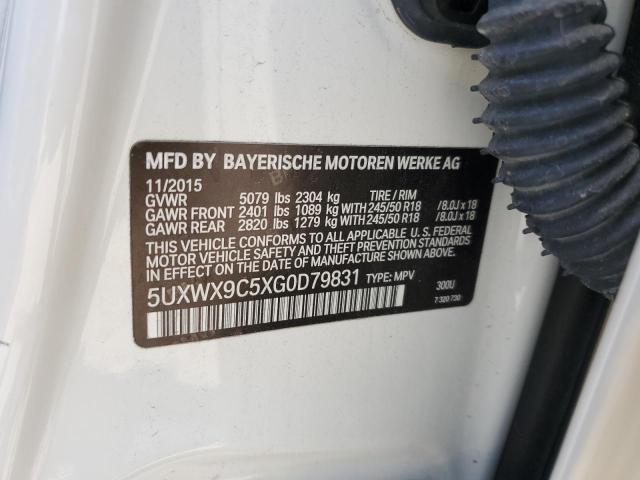 MFD BY BAYERISCHE MOTOREN WERKE AG
11/2015
GVWR 5079 lbs 2304 kg TIRE / RIM
GAWR FRONT 2401 lbs 1089 kg WITH 245/50 R18 /8.0J x 18
GAWR REAR 2820 lbs 1279 kg WITH 245/50 R18 /8.0J x 18
THIS VEHICLE CONFORMS TO ALL APPLICABLE U.S. FEDERAL
MOTOR VEHICLE SAFETY AND THEFT PREVENTION STANDARDS
IN EFFECT ON THE DATE OF MANUFACTURE SHOWN ABOVE.
5UXWX9C5XG0D79831 TYPE: MPV
300U
7 320 730